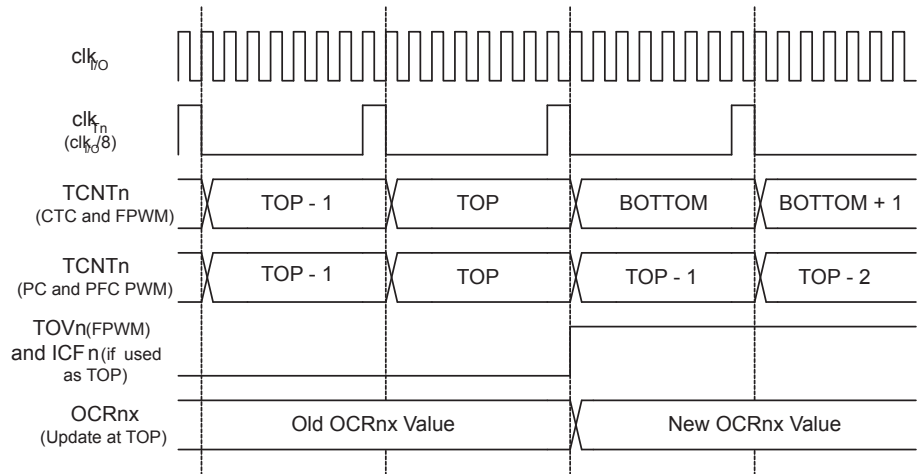 clkI/O
clkTn
(clkI/O/8)
TCNTn
(CTC and FPWM)
TOP - 1
TOP
BOTTOM
BOTTOM + 1
TCNTn
(PC and PFC PWM)
TOP - 1
TOP
TOP - 1
TOP - 2
TOVn(FPWM)
and ICFn(if used
as TOP)
OCRnx
(Update at TOP)
Old OCRnx Value
New OCRnx Value